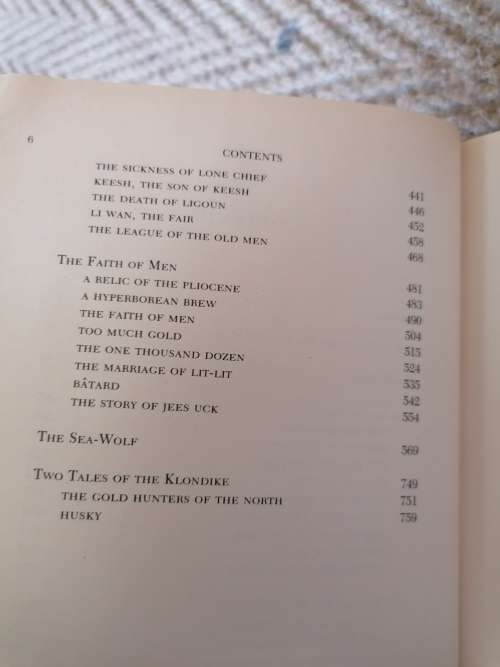 6
CONTENTS
THE SICKNESS OF LONE CHIEF 441
KEESH, THE SON OF KEESH 446
THE DEATH OF LIGOUN 452
LI WAN, THE FAIR 458
THE LEAGUE OF THE OLD MEN 468
THE FAITH OF MEN 481
A RELIC OF THE PLIOCENE 483
A HYPERBOREAN BREW 490
THE FAITH OF MEN 504
TOO MUCH GOLD 515
THE ONE THOUSAND DOZEN 524
THE MARRIAGE OF LIT-LIT 535
BÂTARD 542
THE STORY OF JEES UCK 554
THE SEA-WOLF 569
TWO TALES OF THE KLONDIKE 749
THE GOLD HUNTERS OF THE NORTH 751
HUSKY 759